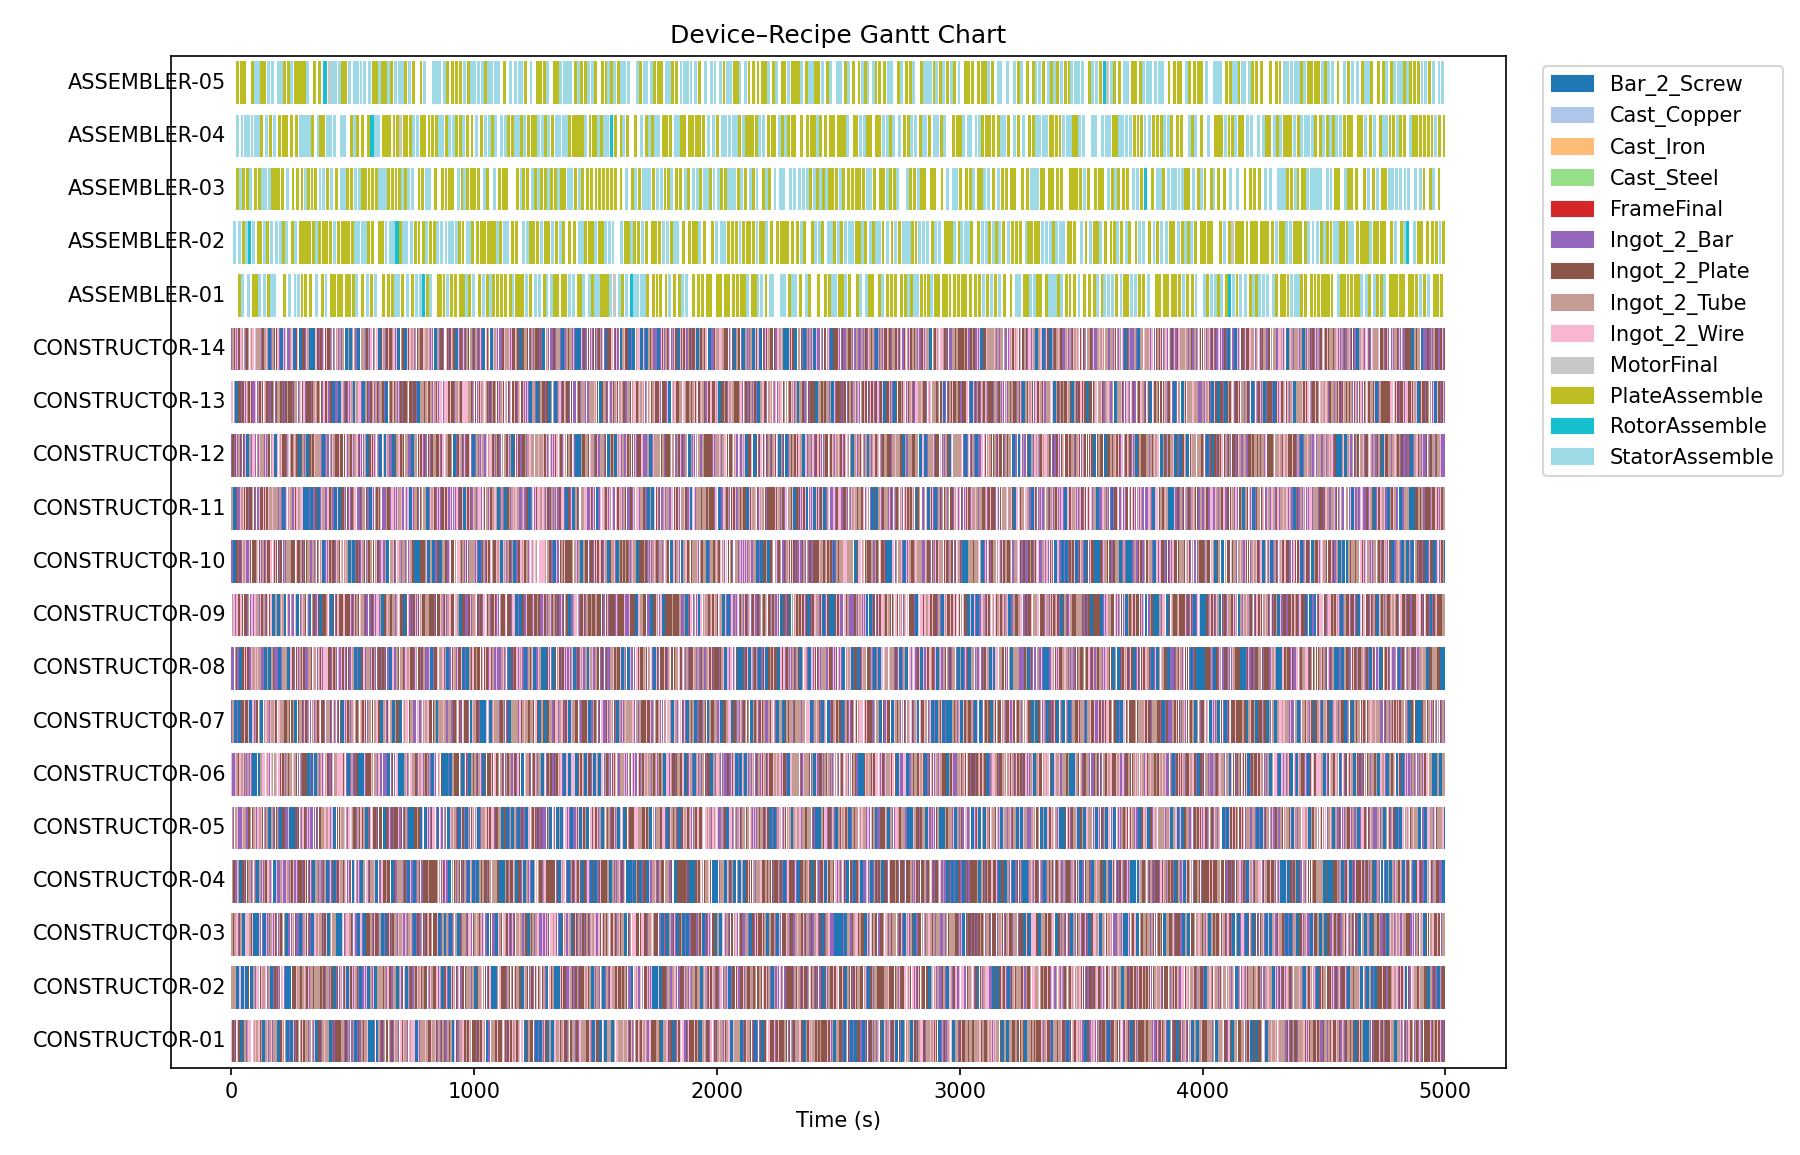 Device–Recipe Gantt Chart
ASSEMBLER-05
ASSEMBLER-04
ASSEMBLER-03
ASSEMBLER-02
ASSEMBLER-01
CONSTRUCTOR-14
CONSTRUCTOR-13
CONSTRUCTOR-12
CONSTRUCTOR-11
CONSTRUCTOR-10
CONSTRUCTOR-09
CONSTRUCTOR-08
CONSTRUCTOR-07
CONSTRUCTOR-06
CONSTRUCTOR-05
CONSTRUCTOR-04
CONSTRUCTOR-03
CONSTRUCTOR-02
CONSTRUCTOR-01
0 1000 2000 3000 4000 5000
Time (s)
Bar_2_Screw
Cast_Copper
Cast_Iron
Cast_Steel
FrameFinal
Ingot_2_Bar
Ingot_2_Plate
Ingot_2_Tube
Ingot_2_Wire
MotorFinal
PlateAssemble
RotorAssemble
StatorAssemble